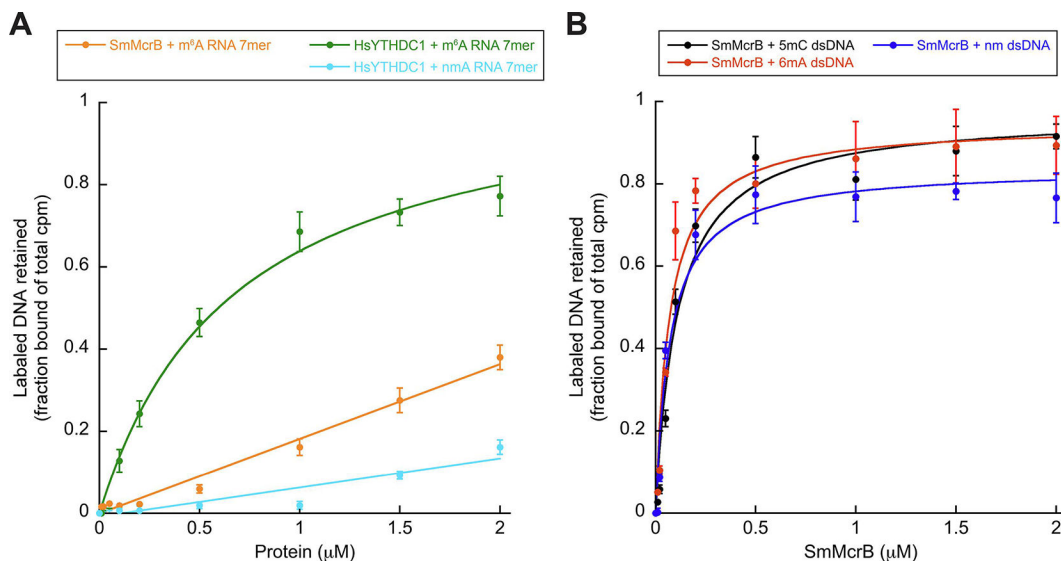 A
SmMcrB + m⁶A RNA 7mer
HsYTHDC1 + m⁶A RNA 7mer
HsYTHDC1 + nmA RNA 7mer
Labaled DNA retained
(fraction bound of total cpm)
1
0.8
0.6
0.4
0.2
0
0
0.5
1
1.5
2
Protein (μM)
B
SmMcrB + 5mC dsDNA
SmMcrB + nm dsDNA
SmMcrB + 6mA dsDNA
Labaled DNA retained
(fraction bound of total cpm)
1
0.8
0.6
0.4
0.2
0
0
0.5
1
1.5
2
SmMcrB (μM)